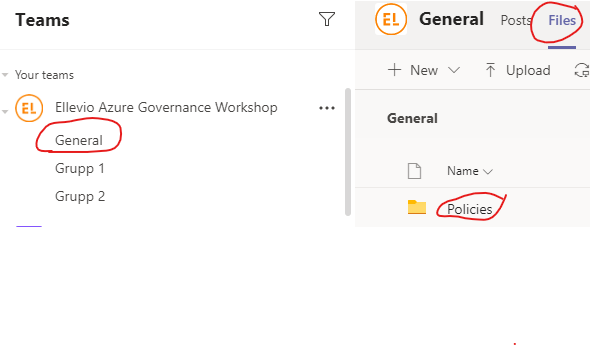 Teams
Your teams
EL Ellevio Azure Governance Workshop
General
Grupp 1
Grupp 2
EL General Posts Files
New Upload
General
Name
Policies